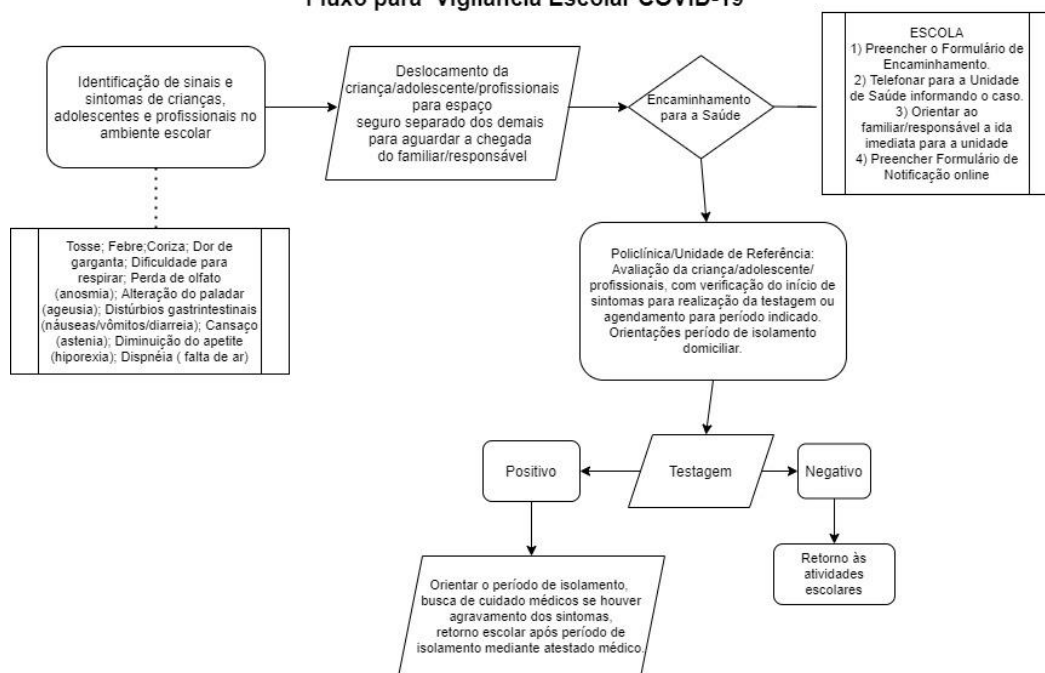 Fluxo para Vigilância Escolar COVID-19
Identificação de sinais e
sintomas de crianças,
adolescentes e profissionais no
ambiente escolar
Deslocamento da
criança/adolescente/profissionais
para espaço
seguro separado dos demais
para aguardar a chegada
do familiar/responsável
Encaminhamento
para a Saúde
ESCOLA
1) Preencher o Formulário de
Encaminhamento.
2) Telefonar para a Unidade
de Saúde informando o caso.
3) Orientar ao
familiar/responsável a ida
imediata para a unidade
4) Preencher Formulário de
Notificação online
Tosse; Febre;Coriza; Dor de
garganta; Dificuldade para
respirar; Perda de olfato
(anosmia); Alteração do paladar
(ageusia); Distúrbios gastrintestinais
(náuseas/vômitos/diarreia); Cansaço
(astenia); Diminuição do apetite
(hiporexia); Dispnéia ( falta de ar)
Policlínica/Unidade de Referência:
Avaliação da criança/adolescente/
profissionais, com verificação do início de
sintomas para realização da testagem ou
agendamento para período indicado.
Orientações período de isolamento
domiciliar.
Positivo
Testagem
Negativo
Orientar o período de isolamento,
busca de cuidado médicos se houver
agravamento dos sintomas,
retorno escolar após período de
isolamento mediante atestado médico.
Retorno às
atividades
escolares